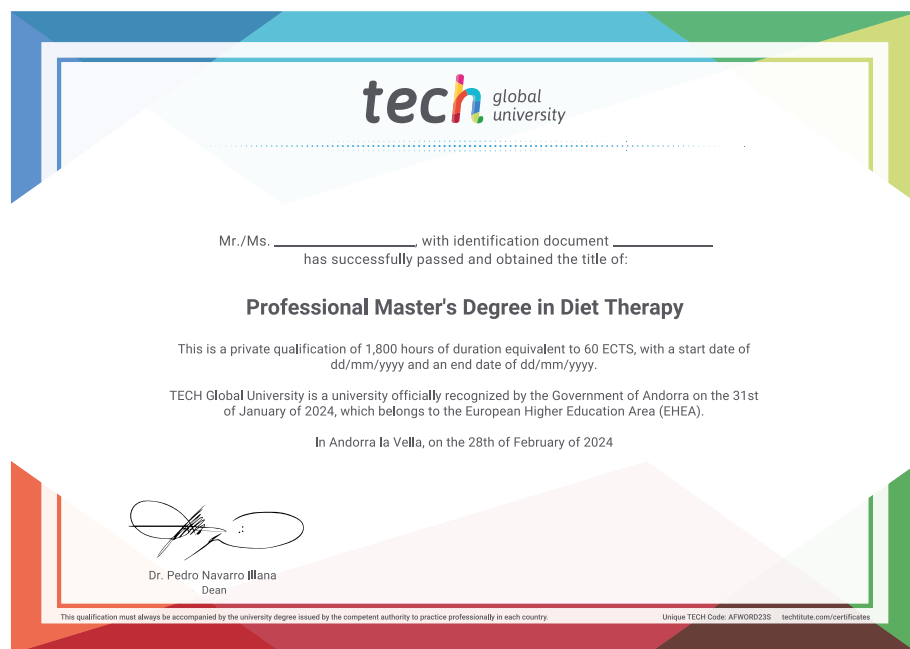 tech global
university
Mr./Ms. ____________, with identification document ____________
has successfully passed and obtained the title of:
Professional Master's Degree in Diet Therapy
This is a private qualification of 1,800 hours of duration equivalent to 60 ECTS, with a start date of
dd/mm/yyyy and an end date of dd/mm/yyyy.
TECH Global University is a university officially recognized by the Government of Andorra on the 31st
of January of 2024, which belongs to the European Higher Education Area (EHEA).
In Andorra la Vella, on the 28th of February of 2024
Dr. Pedro Navarro Illana
Dean
This qualification must always be accompanied by the university degree issued by the competent authority to practice professionally in each country.
Unique TECH Code: AFWORD23S techtitute.com/certificates